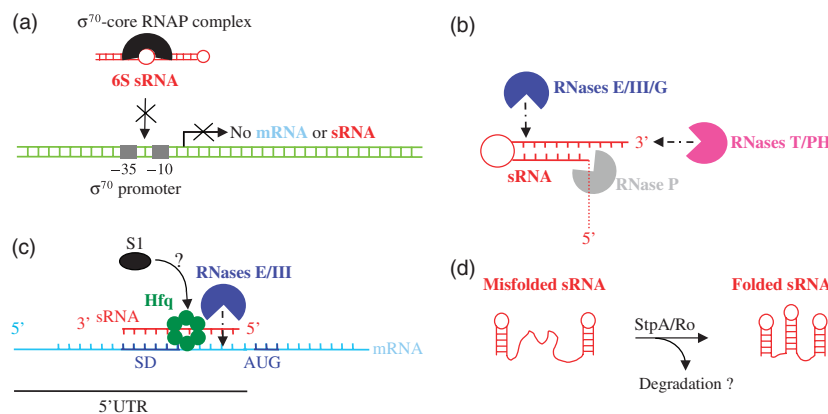 (a)
σ⁷⁰-core RNAP complex
6S sRNA
No mRNA or sRNA
−35 −10
σ⁷⁰ promoter
(b)
RNases E/III/G
3’
RNases T/PH
sRNA
RNase P
5’
(c)
S1
?
RNases E/III
Hfq
5’ 3’ sRNA 5’
mRNA
SD AUG
5’UTR
(d)
Misfolded sRNA Folded sRNA
StpA/Ro
Degradation ?